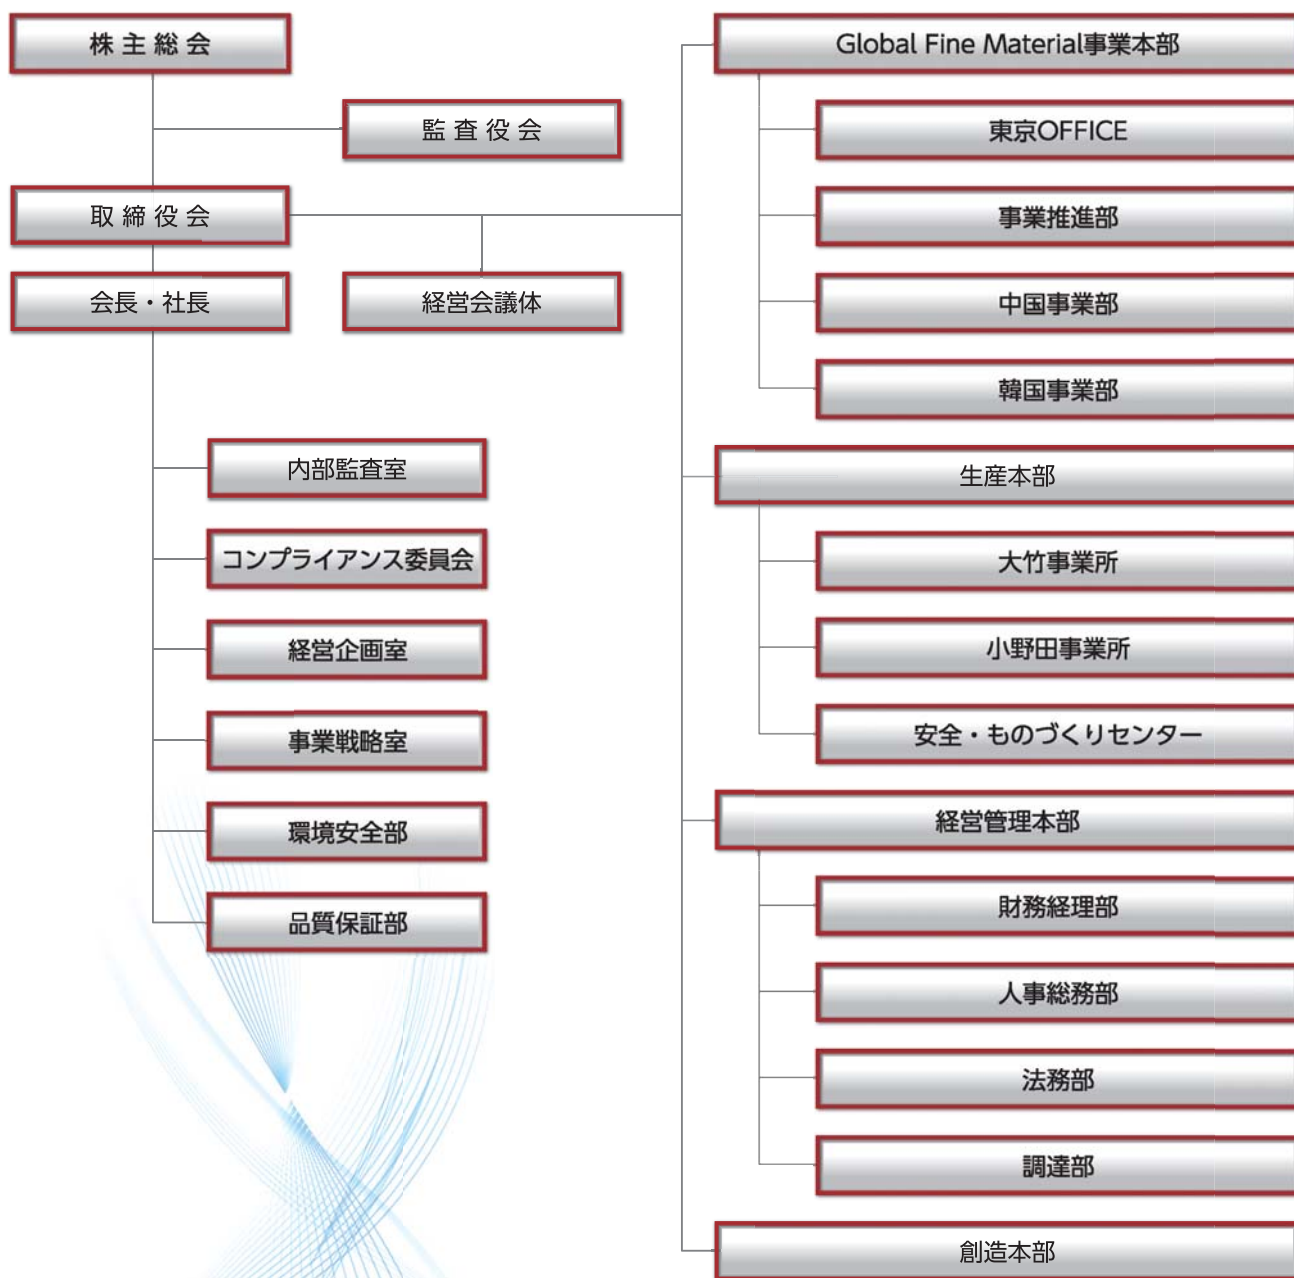 株主総会
監査役会
取締役会
会長・社長
経営会議体
内部監査室
コンプライアンス委員会
経営企画室
事業戦略室
環境安全部
品質保証部
Global Fine Material事業本部
東京OFFICE
事業推進部
中国事業部
韓国事業部
生産本部
大竹事業所
小野田事業所
安全・ものづくりセンター
経営管理本部
財務経理部
人事総務部
法務部
調達部
創造本部